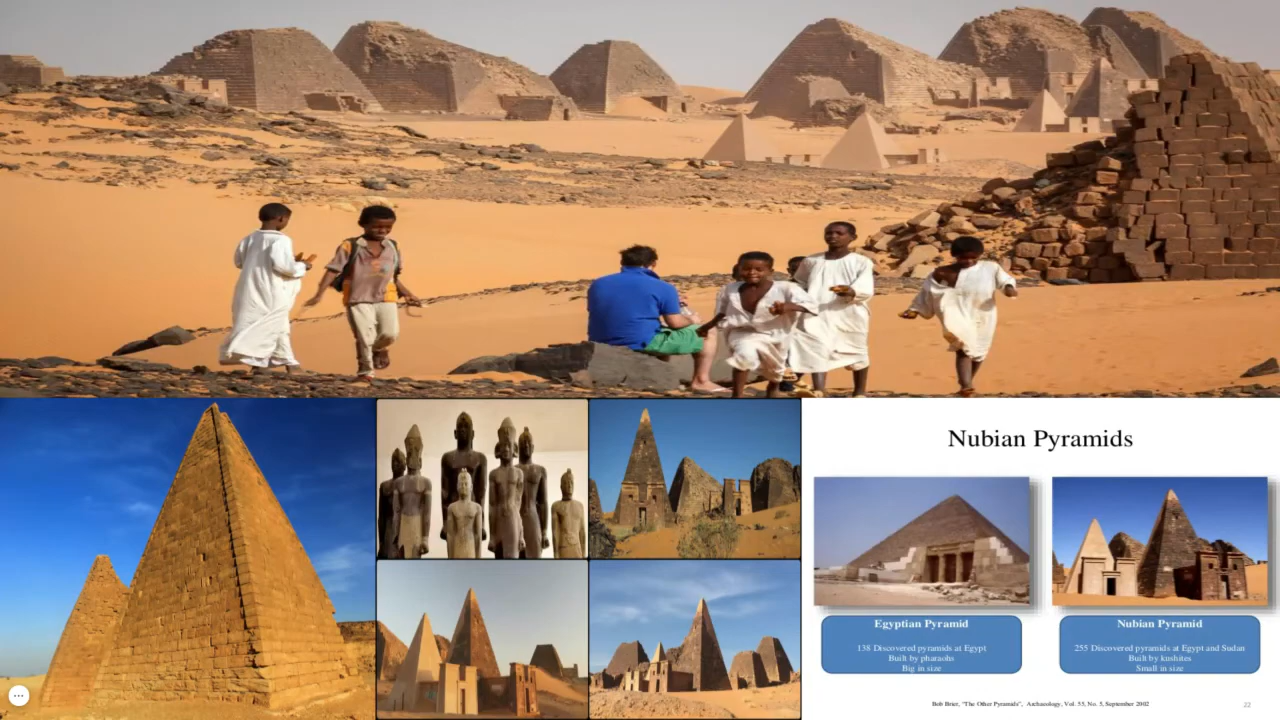 Nubian Pyramids
Egyptian Pyramid
138 Discovered pyramids at Egypt
Built by pharaohs
Big in size
Nubian Pyramid
255 Discovered pyramids at Egypt and Sudan
Built by kushites
Small in size
Bob Brier, "The Other Pyramids", Archaeology, Vol. 55, No. 5, September 2002
22